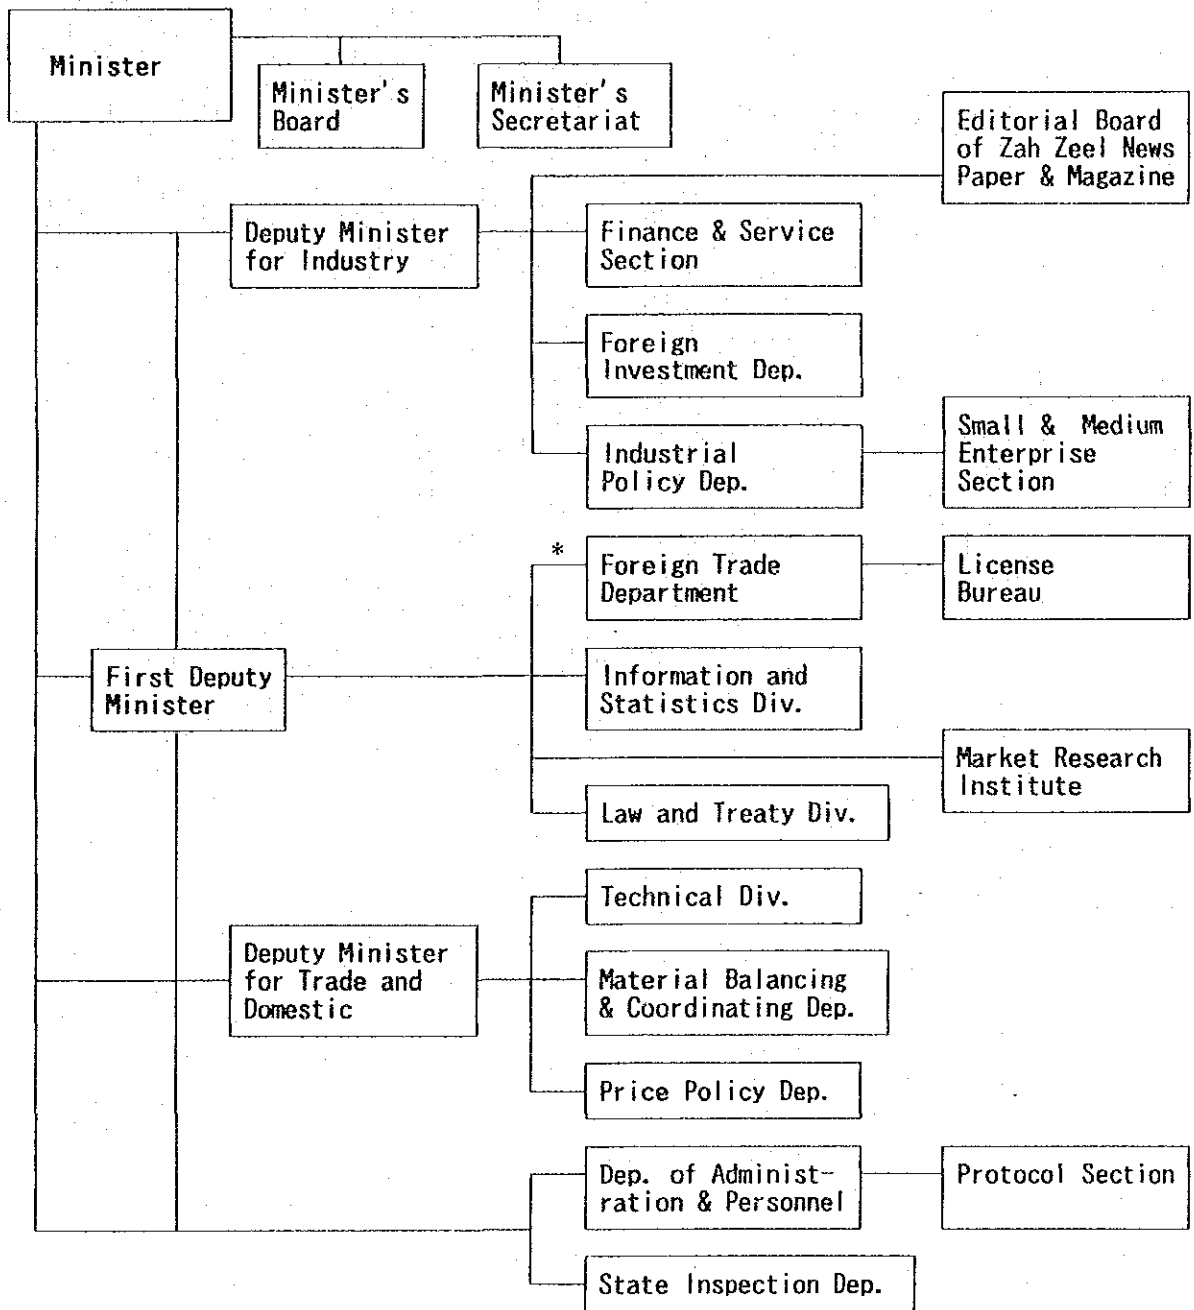 Minister
Minister's
Board
Minister's
Secretariat
Editorial Board
of Zah Zeel News
Paper & Magazine
Deputy Minister
for Industry
Finance & Service
Section
Foreign
Investment Dep.
Industrial
Policy Dep.
Small & Medium
Enterprise
Section
*
Foreign Trade
Department
License
Bureau
First Deputy
Minister
Information and
Statistics Div.
Market Research
Institute
Law and Treaty Div.
Technical Div.
Deputy Minister
for Trade and
Domestic
Material Balancing
& Coordinating Dep.
Price Policy Dep.
Dep. of Administ-
ration & Personnel
Protocol Section
State Inspection Dep.